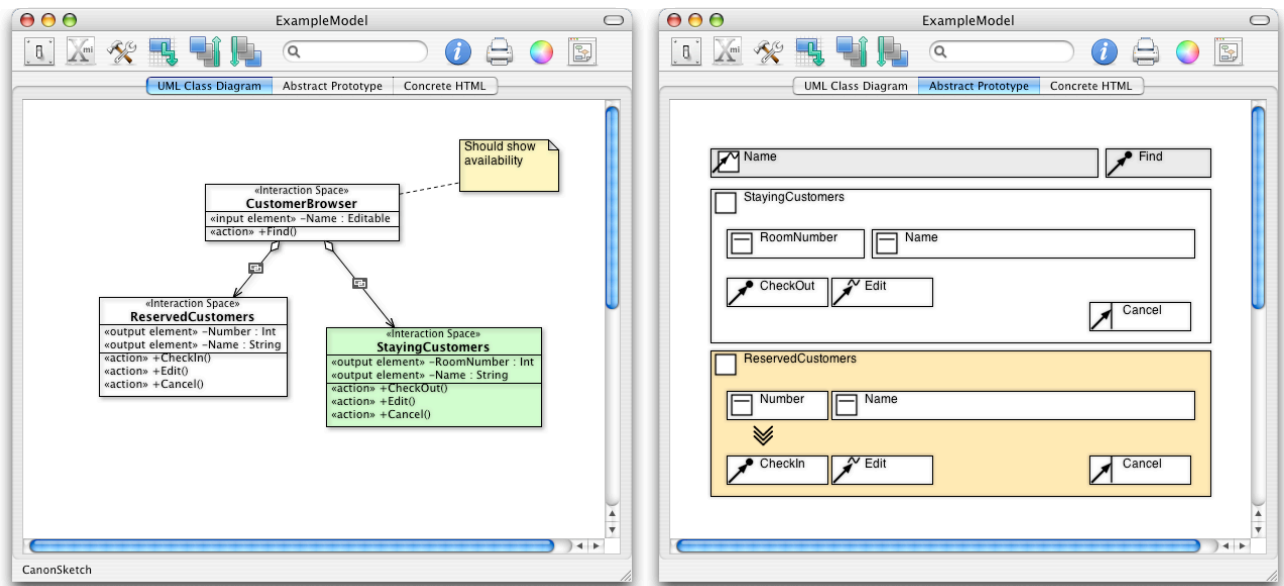 ExampleModel
Xmi
UML Class Diagram Abstract Prototype Concrete HTML
Should show
availability
«Interaction Space»
CustomerBrowser
«input element» -Name : Editable
«action» +Find()
«Interaction Space»
ReservedCustomers
«output element» -Number : Int
«output element» -Name : String
«action» +CheckIn()
«action» +Edit()
«action» +Cancel()
«Interaction Space»
StayingCustomers
«output element» -RoomNumber : Int
«output element» -Name : String
«action» +CheckOut()
«action» +Edit()
«action» +Cancel()
CanonSketch
ExampleModel
Xmi
UML Class Diagram Abstract Prototype Concrete HTML
Name Find
StayingCustomers
RoomNumber Name
CheckOut Edit
Cancel
ReservedCustomers
Number Name
CheckIn Edit Cancel